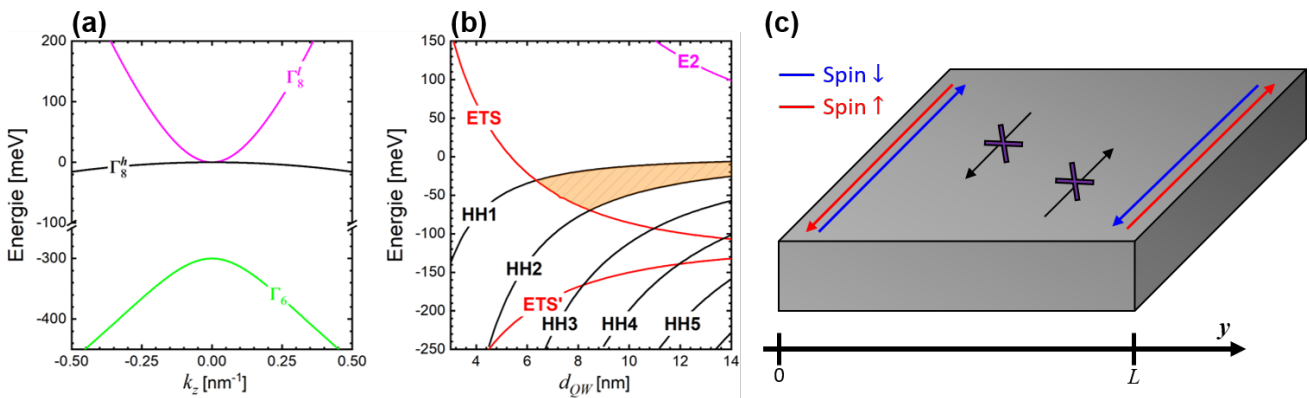 (a)
200
100
0
-100
-300
-400
Energie [meV]
Γ₈ˡ
Γ₈ʰ
Γ₆
-0.50 -0.25 0.00 0.25 0.50
k_z [nm⁻¹]
(b)
150
100
50
0
-50
-100
-150
-200
-250
Energie [meV]
E2
ETS
HH1
HH2
ETS'
HH3 HH4 HH5
4 6 8 10 12 14
d_QW [nm]
(c)
Spin ↓
Spin ↑
y
0 L